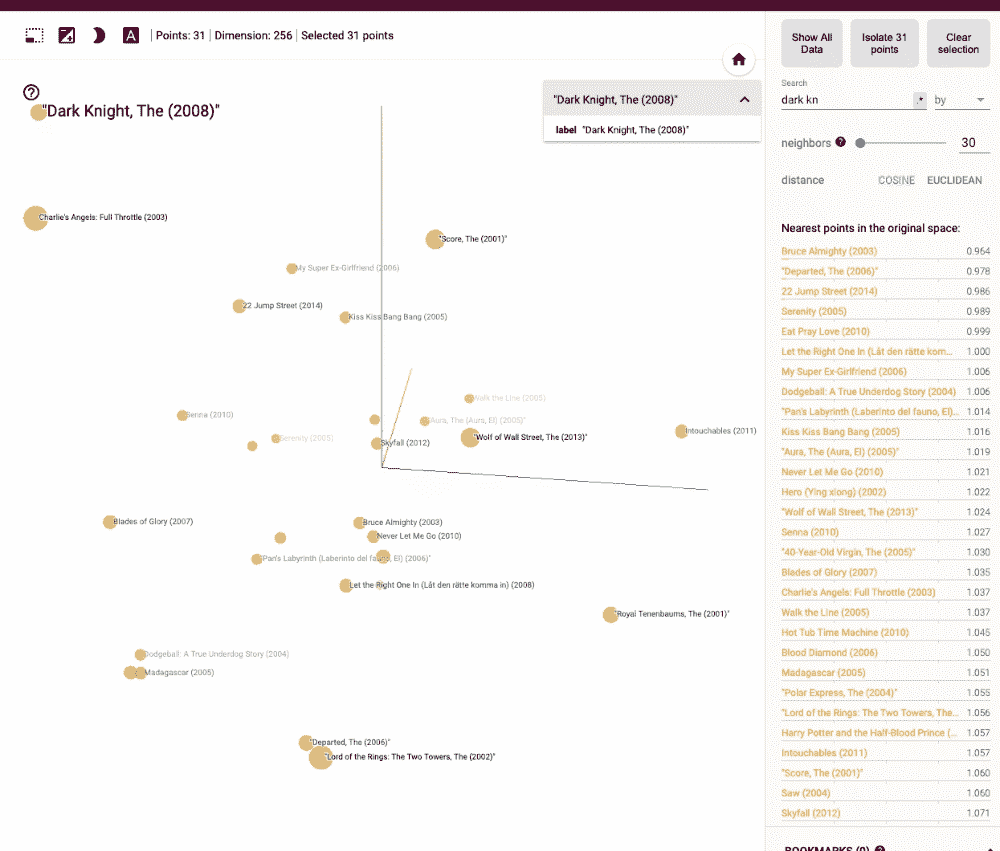 A | Points: 31 | Dimension: 256 | Selected 31 points
"Dark Knight, The (2008)"
"Dark Knight, The (2008)"
label "Dark Knight, The (2008)"
Charlie's Angels: Full Throttle (2003)
"Score, The (2001)"
My Super Ex-Girlfriend (2006)
22 Jump Street (2014)
Kiss Kiss Bang Bang (2005)
Walk the Line (2005)
Senna (2010)
"Aura, The (Aura, El) (2005)"
Serenity (2005)
Skyfall (2012)
"Wolf of Wall Street, The (2013)"
Intouchables (2011)
Blades of Glory (2007)
Bruce Almighty (2003)
Never Let Me Go (2010)
"Pan's Labyrinth (Laberinto del fauno, El) (2006)"
Let the Right One In (Låt den rätte komma in) (2008)
"Royal Tenenbaums, The (2001)"
Dodgeball: A True Underdog Story (2004)
Madagascar (2005)
"Departed, The (2006)"
"Lord of the Rings: The Two Towers, The (2002)"
Show All Data
Isolate 31 points
Clear selection
Search
dark kn .* by
neighbors ? 30
distance COSINE EUCLIDEAN
Nearest points in the original space:
Bruce Almighty (2003) 0.964
"Departed, The (2006)" 0.978
22 Jump Street (2014) 0.986
Serenity (2005) 0.989
Eat Pray Love (2010) 0.999
Let the Right One In (Låt den rätte kom... 1.000
My Super Ex-Girlfriend (2006) 1.006
Dodgeball: A True Underdog Story (2004) 1.006
"Pan's Labyrinth (Laberinto del fauno, El)... 1.014
Kiss Kiss Bang Bang (2005) 1.016
"Aura, The (Aura, El) (2005)" 1.019
Never Let Me Go (2010) 1.021
Hero (Ying xiong) (2002) 1.022
"Wolf of Wall Street, The (2013)" 1.024
Senna (2010) 1.027
"40-Year-Old Virgin, The (2005)" 1.030
Blades of Glory (2007) 1.035
Charlie's Angels: Full Throttle (2003) 1.037
Walk the Line (2005) 1.037
Hot Tub Time Machine (2010) 1.045
Blood Diamond (2006) 1.050
Madagascar (2005) 1.051
"Polar Express, The (2004)" 1.055
"Lord of the Rings: The Two Towers, The... 1.056
Harry Potter and the Half-Blood Prince (... 1.057
Intouchables (2011) 1.057
"Score, The (2001)" 1.060
Saw (2004) 1.060
Skyfall (2012) 1.071
BOOKMARKS (0) ?